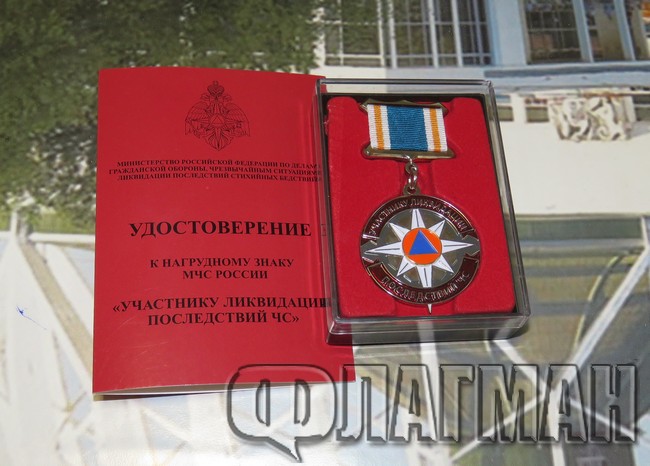 МИНИСТЕРСТВО РОССИЙСКОЙ ФЕДЕРАЦИИ ПО ДЕЛАМ
ГРАЖДАНСКОЙ ОБОРОНЫ, ЧРЕЗВЫЧАЙНЫМ СИТУАЦИЯМ
ЛИКВИДАЦИИ ПОСЛЕДСТВИЙ СТИХИЙНЫХ БЕДСТВИЙ
УДОСТОВЕРЕНИЕ
К НАГРУДНОМУ ЗНАКУ
МЧС РОССИИ
«УЧАСТНИКУ ЛИКВИДАЦИИ
ПОСЛЕДСТВИЙ ЧС»
УЧАСТНИКУ ЛИКВИДАЦИИ
ПОСЛЕДСТВИЙ ЧС
ФЛАГМАН